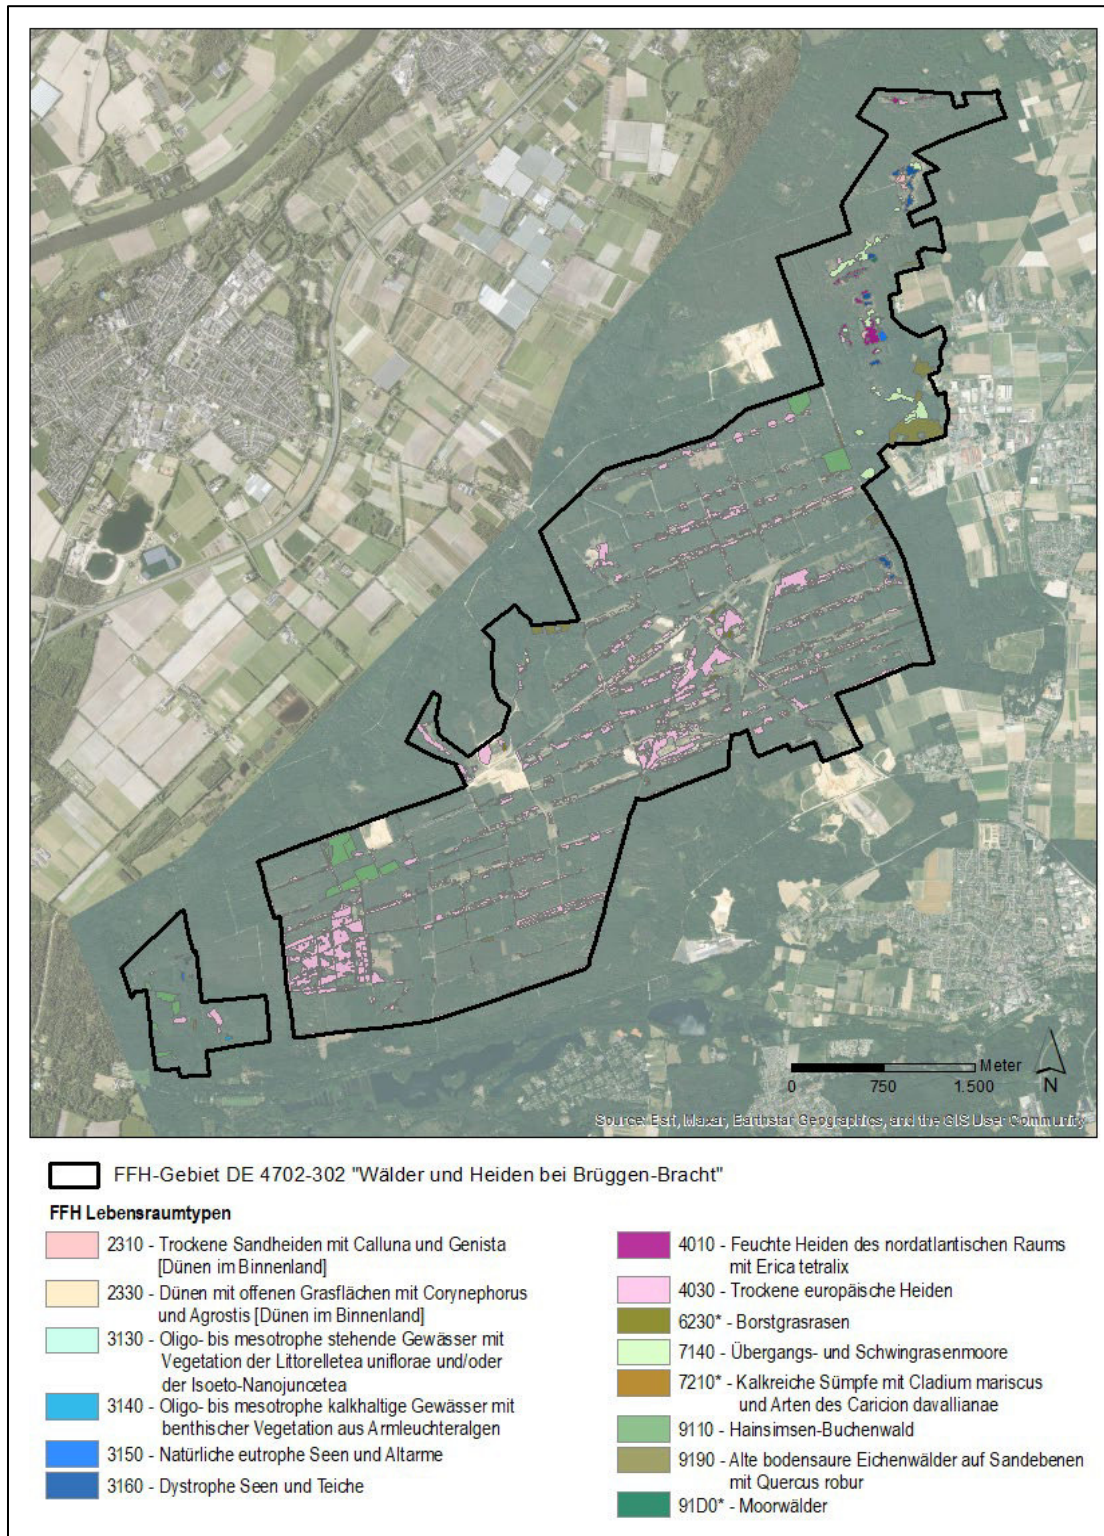 Meter
0 750 1.500
N
Source: Esri, Maxar, Earthstar Geographics, and the GIS User Community
FFH-Gebiet DE 4702-302 "Wälder und Heiden bei Brüggen-Bracht"
FFH Lebensraumtypen
2310 - Trockene Sandheiden mit Calluna und Genista
[Dünen im Binnenland]
2330 - Dünen mit offenen Grasflächen mit Corynephorus
und Agrostis [Dünen im Binnenland]
3130 - Oligo- bis mesotrophe stehende Gewässer mit
Vegetation der Littorelletea uniflorae und/oder
der Isoeto-Nanojuncetea
3140 - Oligo- bis mesotrophe kalkhaltige Gewässer mit
benthischer Vegetation aus Armleuchteralgen
3150 - Natürliche eutrophe Seen und Altarme
3160 - Dystrophe Seen und Teiche
4010 - Feuchte Heiden des nordatlantischen Raums
mit Erica tetralix
4030 - Trockene europäische Heiden
6230* - Borstgrasrasen
7140 - Übergangs- und Schwingrasenmoore
7210* - Kalkreiche Sümpfe mit Cladium mariscus
und Arten des Caricion davallianae
9110 - Hainsimsen-Buchenwald
9190 - Alte bodensaure Eichenwälder auf Sandebenen
mit Quercus robur
91D0* - Moorwälder